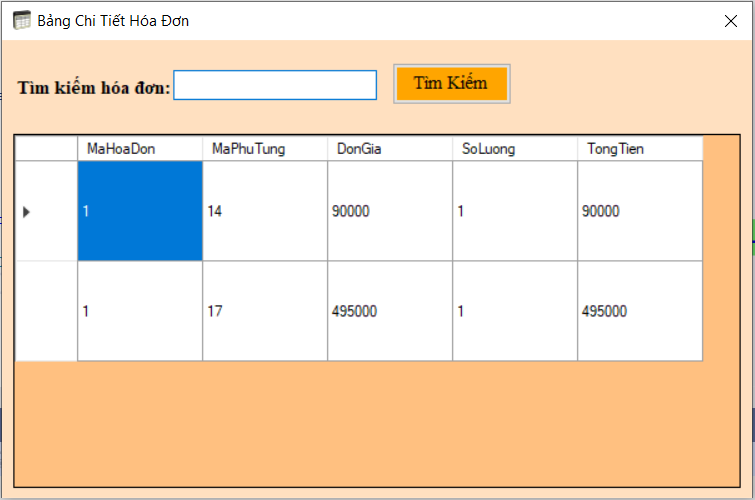 Bảng Chi Tiết Hóa Đơn
Tìm kiếm hóa đơn: Tìm Kiếm
MaHoaDon MaPhuTung DonGia SoLuong TongTien
1 14 90000 1 90000
1 17 495000 1 495000